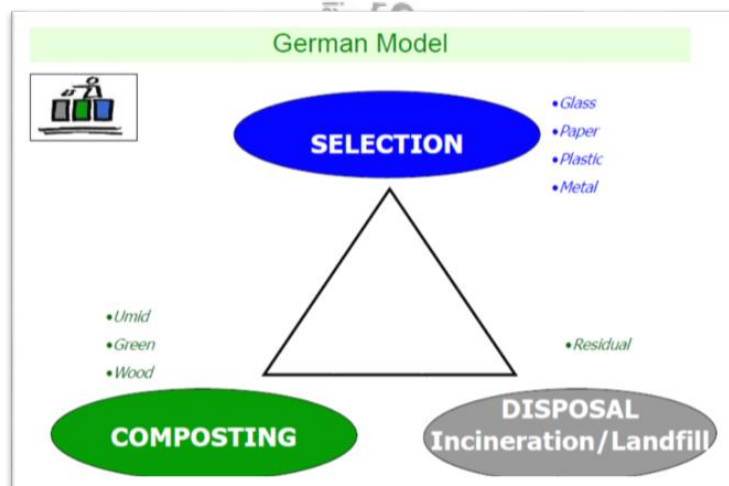 German Model
SELECTION
•Glass
•Paper
•Plastic
•Metal
•Umid
•Green
•Wood
•Residual
COMPOSTING
DISPOSAL
Incineration/Landfill